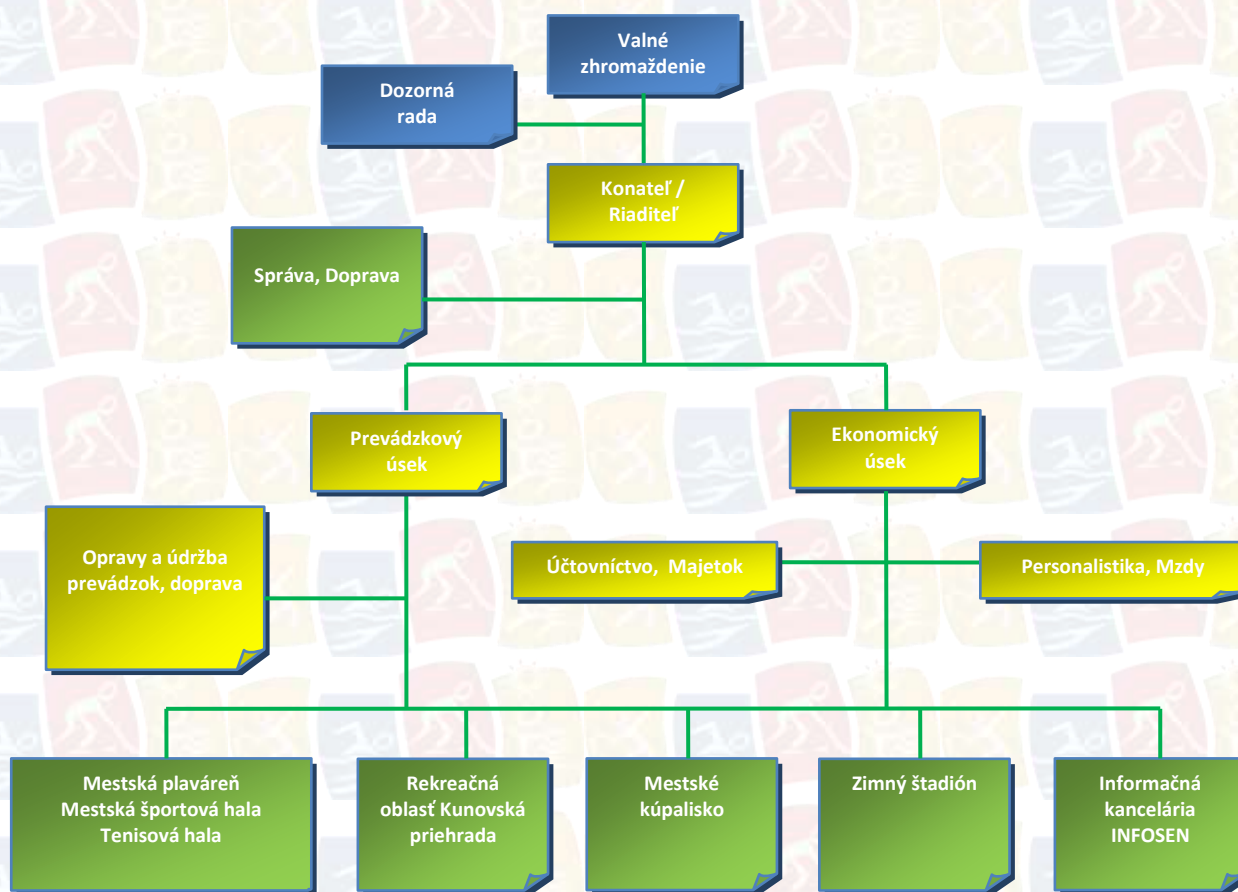 Valné
zhromaždenie
Dozorná
rada
Konateľ /
Riaditeľ
Správa, Doprava
Prevádzkový
úsek
Ekonomický
úsek
Opravy a údržba
prevádzok, doprava
Účtovníctvo, Majetok
Personalistika, Mzdy
Mestská plaváreň
Mestská športová hala
Tenisová hala
Rekreačná
oblasť Kunovská
priehrada
Mestské
kúpalisko
Zimný štadión
Informačná
kancelária
INFOSEN